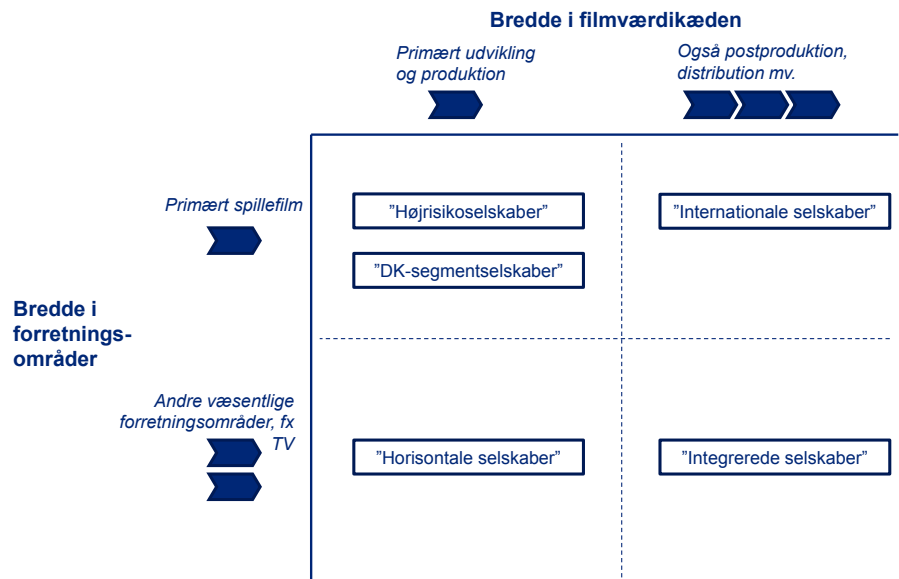 Bredde i filmværdikæden
Primært udvikling
og produktion
Også postproduktion,
distribution mv.
Primært spillefilm
"Højrisikoselskaber"
"Internationale selskaber"
"DK-segmentselskaber"
Bredde i
forretnings-
områder
Andre væsentlige
forretningsområder, fx
TV
"Horisontale selskaber"
"Integrerede selskaber"